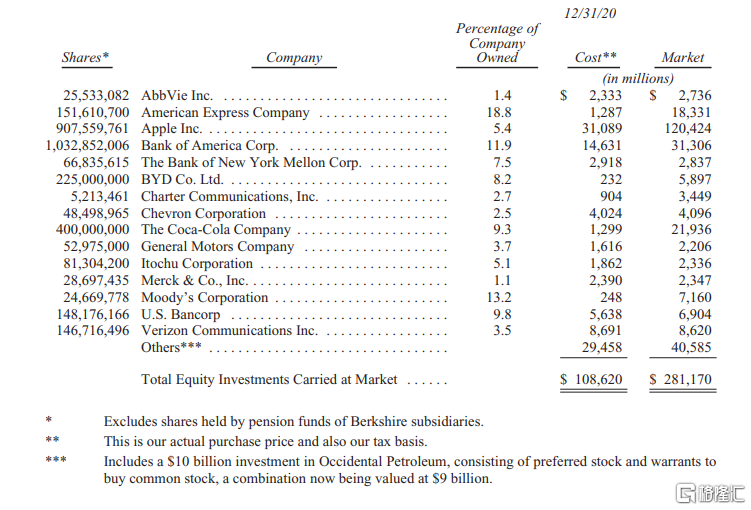 12/31/20
Percentage of
Company
Shares* Company Owned Cost** Market
(in millions)
25,533,082 AbbVie Inc. .............................. 1.4 $ 2,333 $ 2,736
151,610,700 American Express Company ................. 18.8 1,287 18,331
907,559,761 Apple Inc. ................................ 5.4 31,089 120,424
1,032,852,006 Bank of America Corp. ..................... 11.9 14,631 31,306
66,835,615 The Bank of New York Mellon Corp. ........... 7.5 2,918 2,837
225,000,000 BYD Co. Ltd. ............................. 8.2 232 5,897
5,213,461 Charter Communications, Inc. ................ 2.7 904 3,449
48,498,965 Chevron Corporation ....................... 2.5 4,024 4,096
400,000,000 The Coca-Cola Company .................... 9.3 1,299 21,936
52,975,000 General Motors Company ................... 3.7 1,616 2,206
81,304,200 Itochu Corporation ......................... 5.1 1,862 2,336
28,697,435 Merck & Co., Inc. .......................... 1.1 2,390 2,347
24,669,778 Moody’s Corporation ....................... 13.2 248 7,160
148,176,166 U.S. Bancorp ............................. 9.8 5,638 6,904
146,716,496 Verizon Communications Inc. ................ 3.5 8,691 8,620
Others*** ................................ 29,458 40,585
Total Equity Investments Carried at Market ...... $ 108,620 $ 281,170
* Excludes shares held by pension funds of Berkshire subsidiaries.
** This is our actual purchase price and also our tax basis.
*** Includes a $10 billion investment in Occidental Petroleum, consisting of preferred stock and warrants to
buy common stock, a combination now being valued at $9 billion.
格隆汇